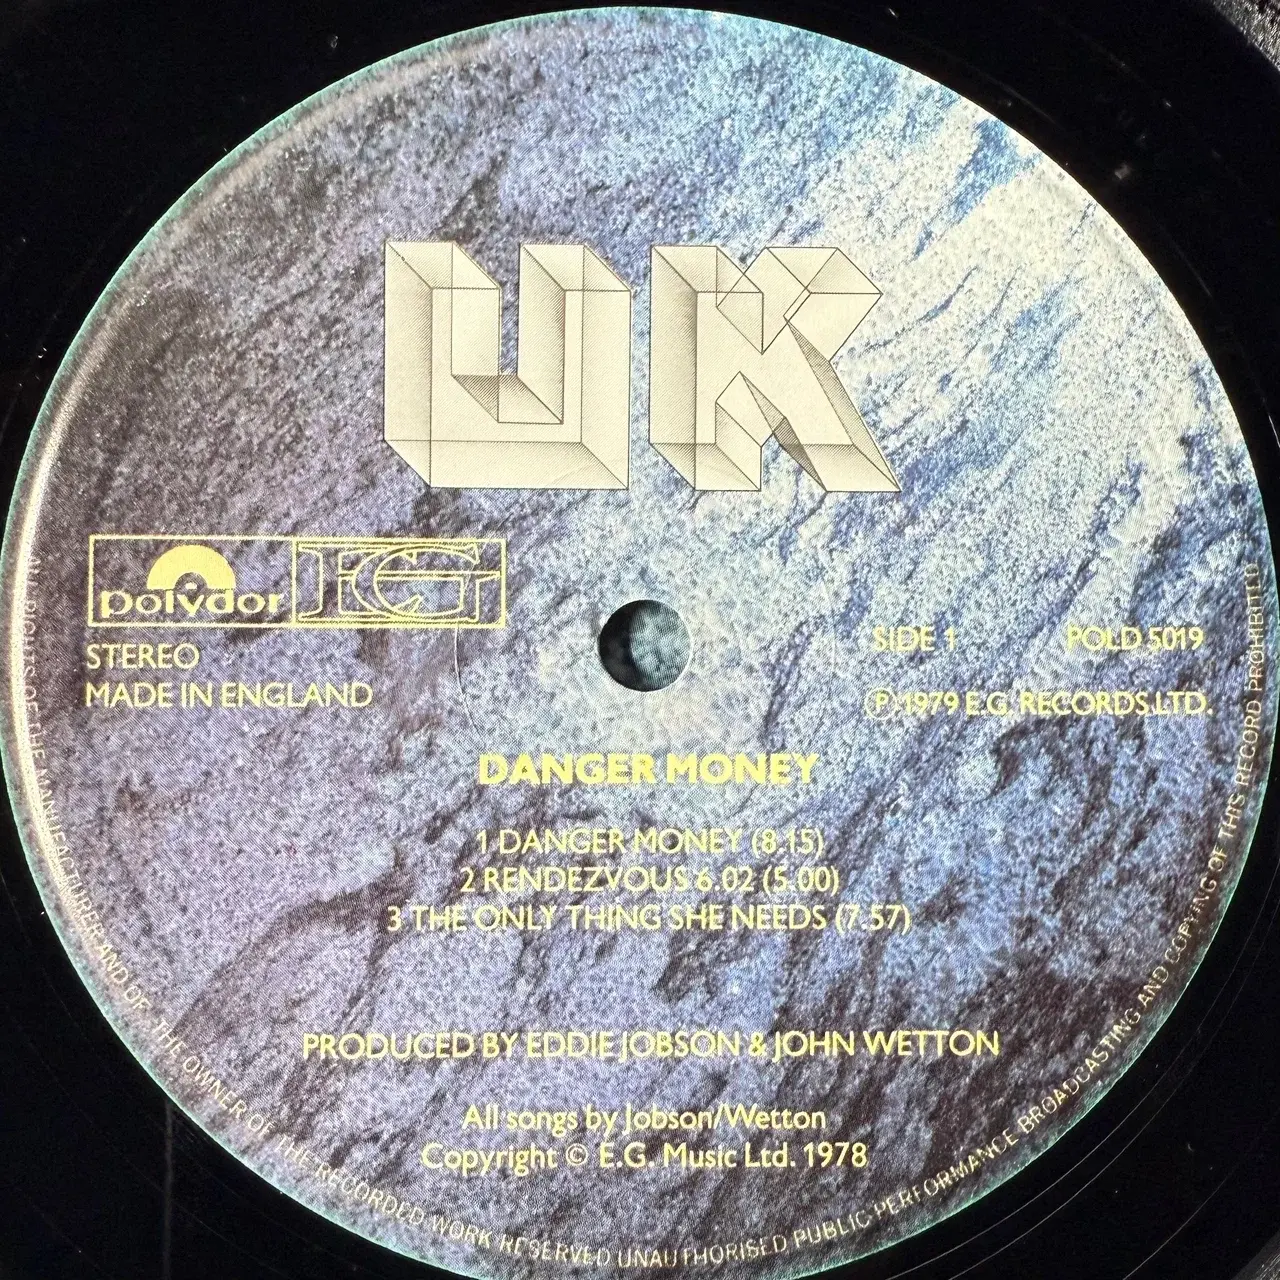 UK
polydor EG
STEREO
MADE IN ENGLAND
SIDE 1 POLD 5019
Ⓟ 1979 E.G. RECORDS.LTD.
DANGER MONEY
1 DANGER MONEY (8.15)
2 RENDEZVOUS 6.02 (5.00)
3 THE ONLY THING SHE NEEDS (7.57)
PRODUCED BY EDDIE JOBSON & JOHN WETTON
All songs by Jobson/Wetton
Copyright © E.G. Music Ltd. 1978
ALL RIGHTS OF THE MANUFACTURER AND OF THE OWNER OF THE RECORDED WORK RESERVED UNAUTHORISED PUBLIC PERFORMANCE BROADCASTING AND COPYING OF THIS RECORD PROHIBITED